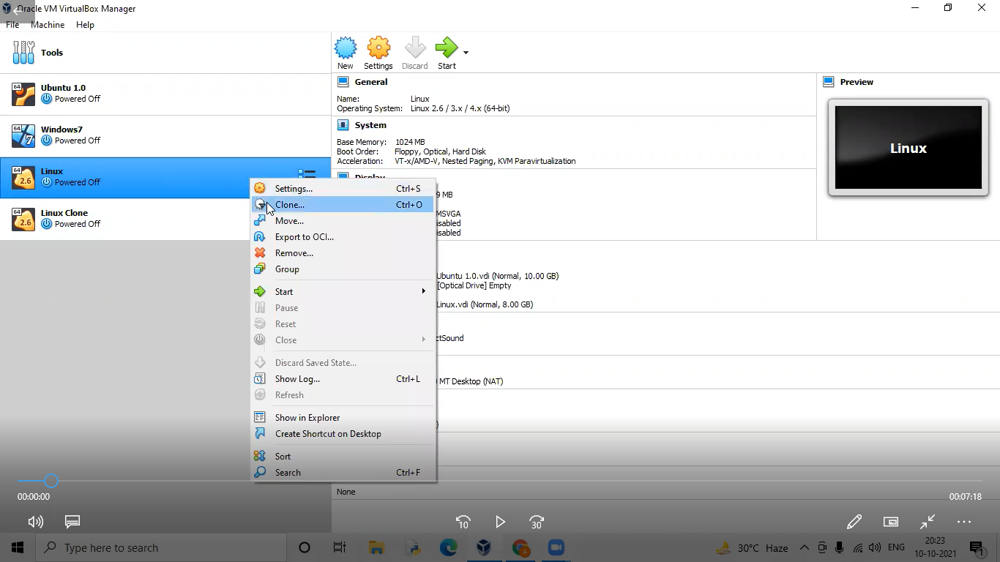 Oracle VM VirtualBox Manager
File Machine Help
Tools
64 Ubuntu 1.0
Powered Off
64 7 Windows7
Powered Off
64 2.6 Linux
Powered Off
64 2.6 Linux Clone
Powered Off
New Settings Discard Start
General
Name: Linux
Operating System: Linux 2.6 / 3.x / 4.x (64-bit)
System
Base Memory: 1024 MB
Boot Order: Floppy, Optical, Hard Disk
Acceleration: VT-x/AMD-V, Nested Paging, KVM Paravirtualization
Display
9 MB
MSVGA
isabled
isabled
Ubuntu 1.0.vdi (Normal, 10.00 GB)
[Optical Drive] Empty
Linux.vdi (Normal, 8.00 GB)
ctSound
MT Desktop (NAT)
)
None
Preview
Linux
Settings... Ctrl+S
Clone... Ctrl+O
Move...
Export to OCI...
Remove...
Group
Start
Pause
Reset
Close
Discard Saved State...
Show Log... Ctrl+L
Refresh
Show in Explorer
Create Shortcut on Desktop
Sort
Search Ctrl+F
00:00:00 00:07:18
10 30
Type here to search
30°C Haze ENG
20:23
10-10-2021
1